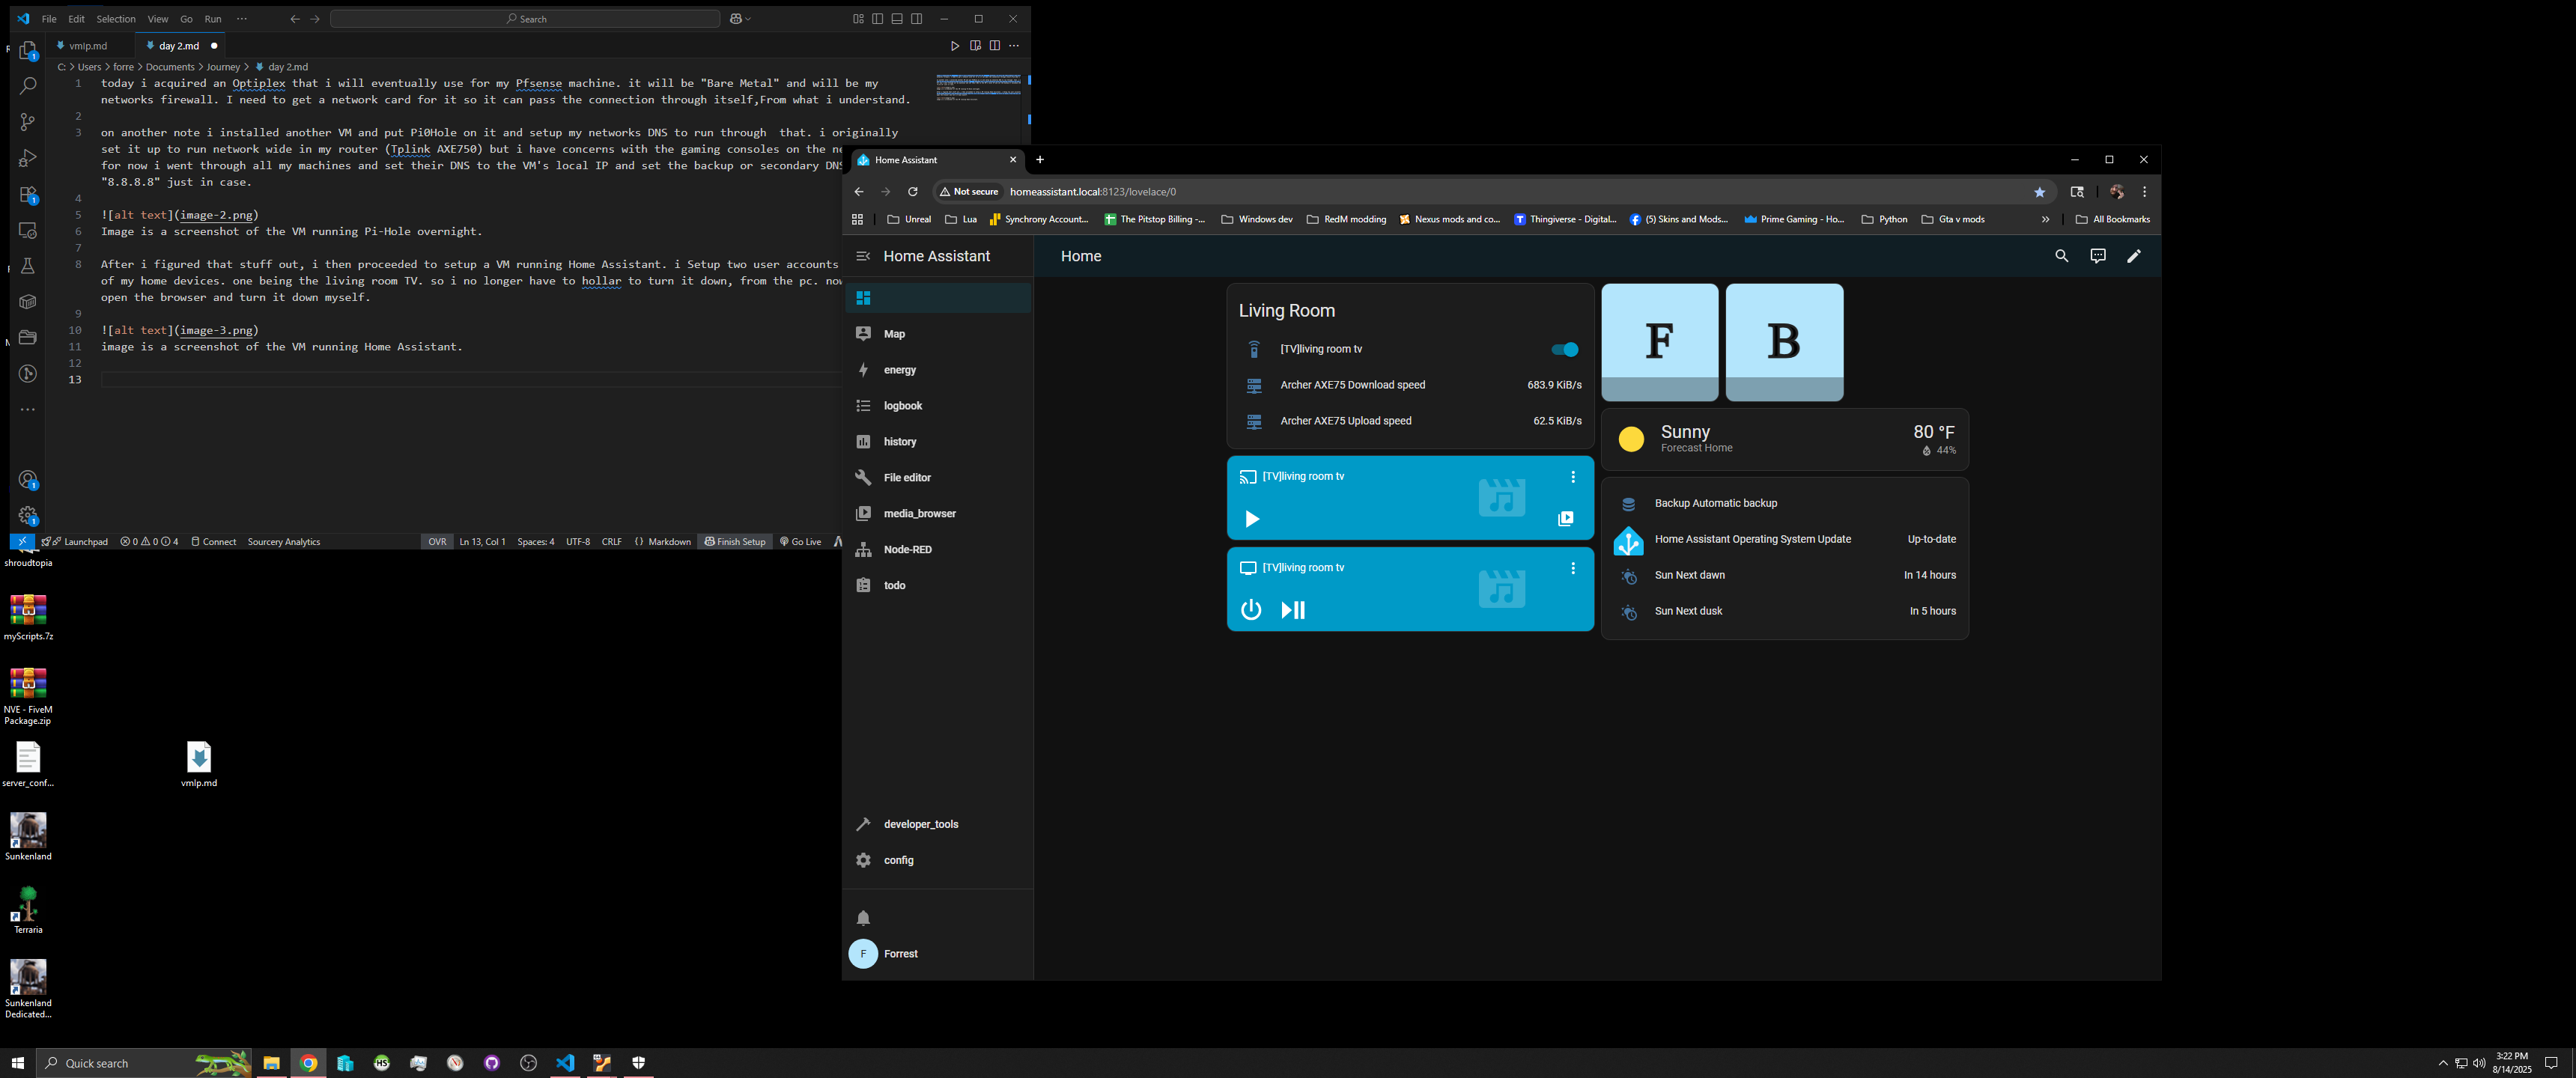 File Edit Selection View Go Run ···
Search
vmlp.md
day 2.md
C: > Users > forre > Documents > Journey > day 2.md
1 today i acquired an Optiplex that i will eventually use for my Pfsense machine. it will be "Bare Metal" and will be my
networks firewall. I need to get a network card for it so it can pass the connection through itself,From what i understand.
2
3 on another note i installed another VM and put Pi0Hole on it and setup my networks DNS to run through  that. i originally
set it up to run network wide in my router (Tplink AXE750) but i have concerns with the gaming consoles on the ne
for now i went through all my machines and set their DNS to the VM's local IP and set the backup or secondary DNS
"8.8.8.8" just in case.
4
5 ![alt text](image-2.png)
6 Image is a screenshot of the VM running Pi-Hole overnight.
7
8 After i figured that stuff out, i then proceeded to setup a VM running Home Assistant. i Setup two user accounts
of my home devices. one being the living room TV. so i no longer have to hollar to turn it down, from the pc. now
open the browser and turn it down myself.
9
10 ![alt text](image-3.png)
11 image is a screenshot of the VM running Home Assistant.
12
13
Launchpad 0 0 4 Connect Sourcery Analytics OVR Ln 13, Col 1 Spaces: 4 UTF-8 CRLF {} Markdown Finish Setup Go Live
Home Assistant
Not secure homeassistant.local:8123/lovelace/0
Unreal Lua Synchrony Account... The Pitstop Billing -... Windows dev RedM modding Nexus mods and co... Thingiverse - Digital... (5) Skins and Mods... Prime Gaming - Ho... Python Gta v mods » All Bookmarks
Home Assistant
Home
Map
energy
logbook
history
File editor
media_browser
Node-RED
todo
developer_tools
config
F Forrest
Living Room
[TV]living room tv
Archer AXE75 Download speed 683.9 KiB/s
Archer AXE75 Upload speed 62.5 KiB/s
[TV]living room tv
[TV]living room tv
F
B
Sunny 80 °F
Forecast Home 44%
Backup Automatic backup
Home Assistant Operating System Update Up-to-date
Sun Next dawn In 14 hours
Sun Next dusk In 5 hours
shroudtopia
myScripts.7z
NVE - FiveM
Package.zip
server_conf...
vmlp.md
Sunkenland
Terraria
Sunkenland
Dedicated...
Quick search
HS
3:22 PM
8/14/2025